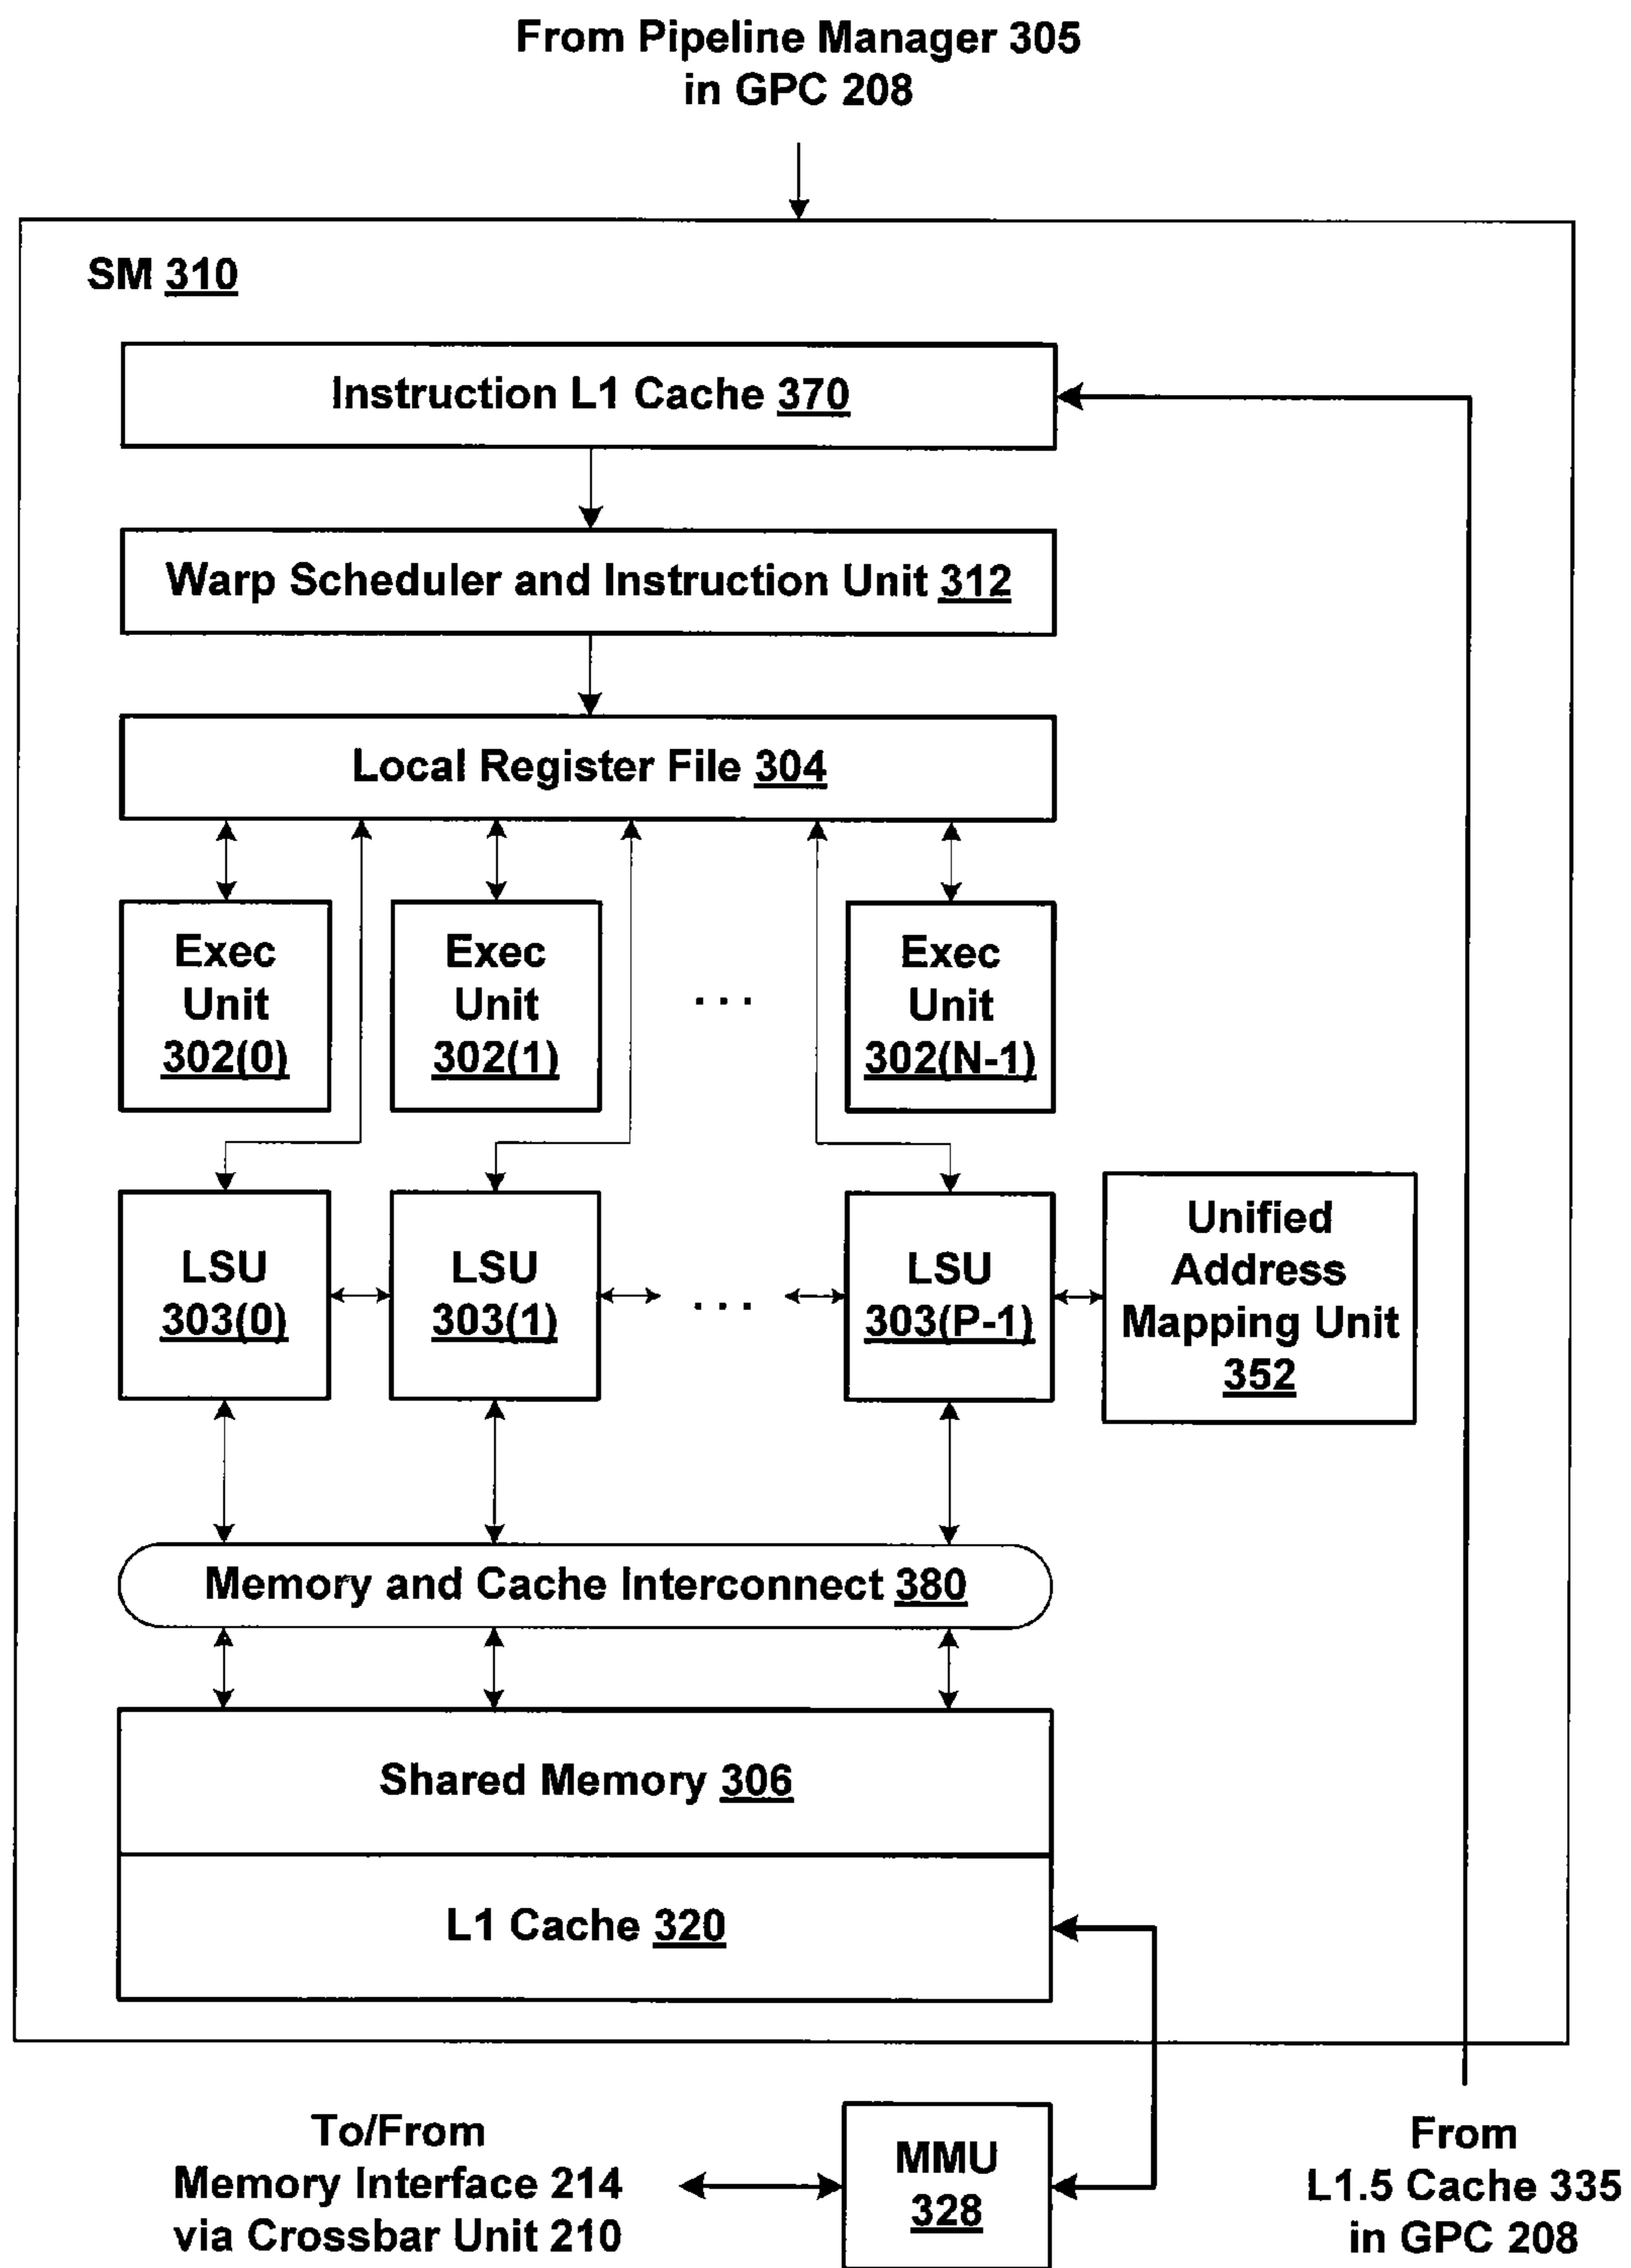 From Pipeline Manager 305
in GPC 208
SM 310
Instruction L1 Cache 370
Warp Scheduler and Instruction Unit 312
Local Register File 304
Exec
Unit
302(0)
Exec
Unit
302(1)
. . .
Exec
Unit
302(N-1)
LSU
303(0)
LSU
303(1)
. . .
LSU
303(P-1)
Unified
Address
Mapping Unit
352
Memory and Cache Interconnect 380
Shared Memory 306
L1 Cache 320
To/From
Memory Interface 214
via Crossbar Unit 210
MMU
328
From
L1.5 Cache 335
in GPC 208